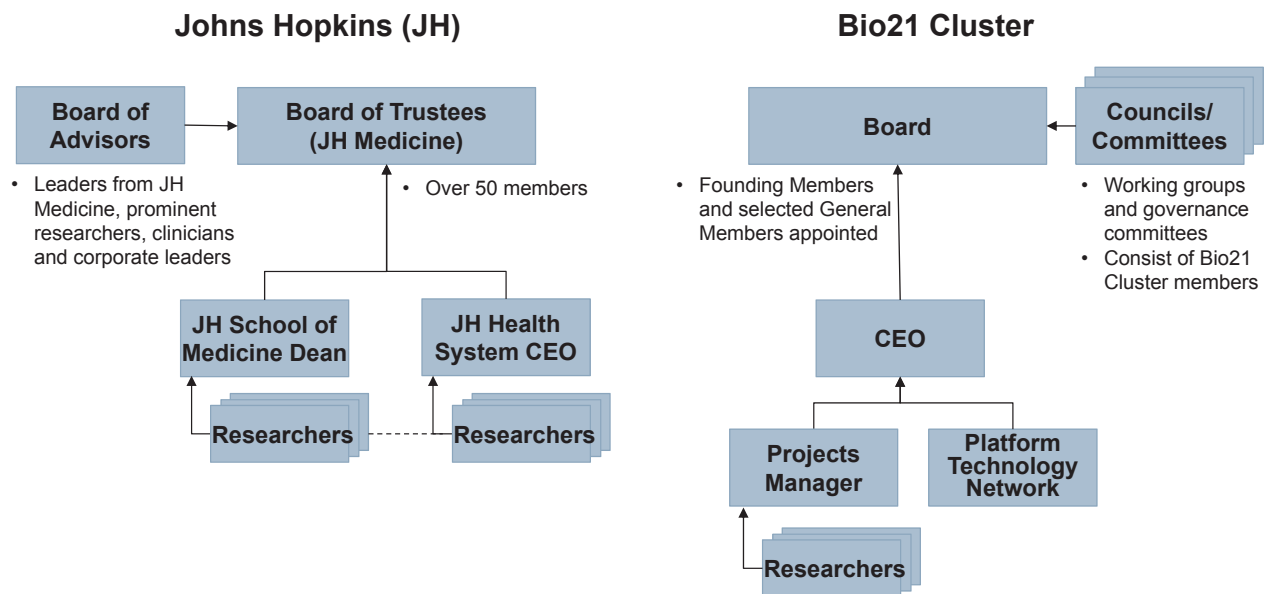 Johns Hopkins (JH)
Board of
Advisors
Board of Trustees
(JH Medicine)
• Leaders from JH
Medicine, prominent
researchers, clinicians
and corporate leaders
• Over 50 members
JH School of
Medicine Dean
JH Health
System CEO
Researchers
Researchers
Bio21 Cluster
Board
Councils/
Committees
• Founding Members
and selected General
Members appointed
• Working groups
and governance
committees
• Consist of Bio21
Cluster members
CEO
Projects
Manager
Platform
Technology
Network
Researchers